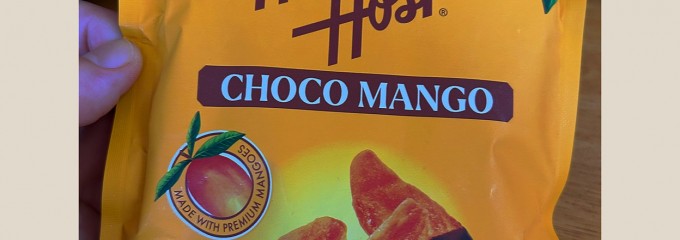 Host®
CHOCO MANGO
MADE WITH PREMIUM MANGOES